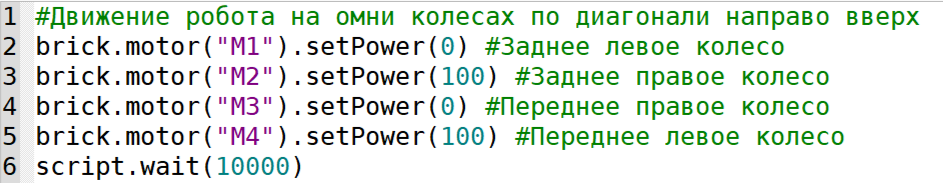 1 #Движение робота на омни колесах по диагонали направо вверх
2 brick.motor("M1").setPower(0) #Заднее левое колесо
3 brick.motor("M2").setPower(100) #Заднее правое колесо
4 brick.motor("M3").setPower(0) #Переднее правое колесо
5 brick.motor("M4").setPower(100) #Переднее левое колесо
6 script.wait(10000)